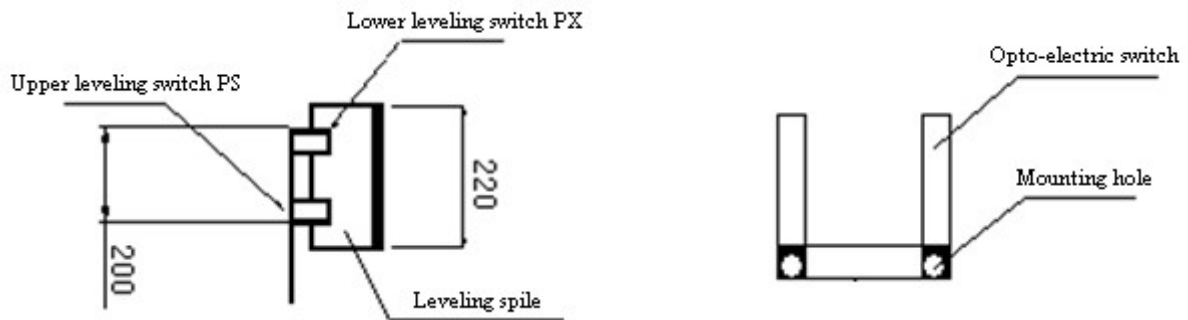 Lower leveling switch PX
Upper leveling switch PS
220
200
Leveling spile
Opto-electric switch
Mounting hole